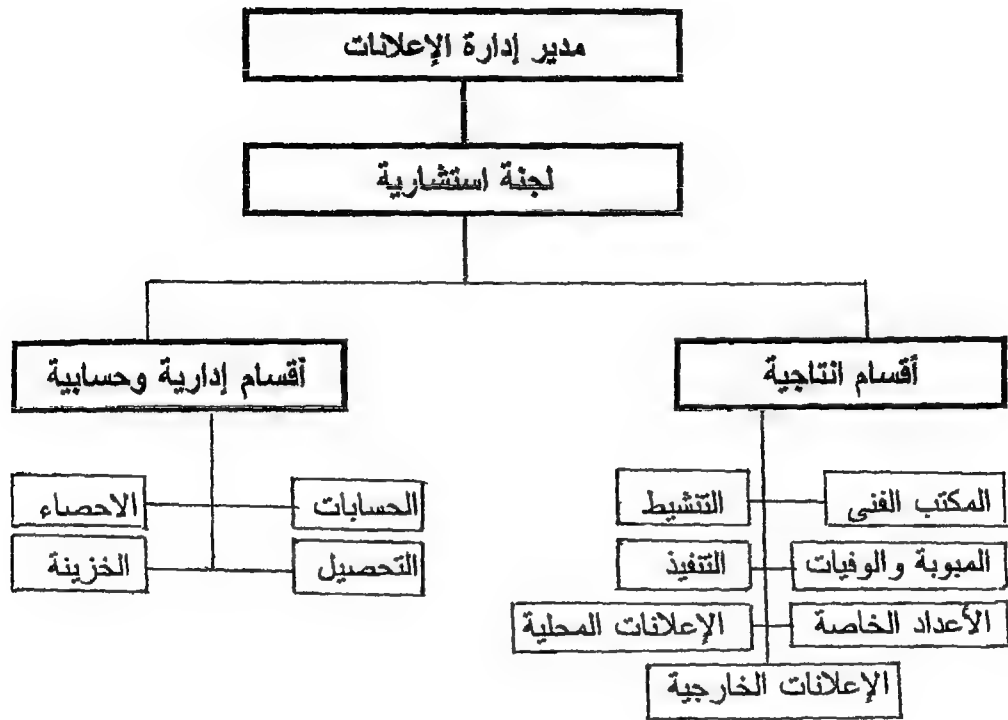 مدير إدارة الإعلانات
لجنة استشارية
أقسام انتاجية
أقسام إدارية وحسابية
المكتب الفنى
التنشيط
الحسابات
الاحصاء
المبوبة والوفيات
التنفيذ
التحصيل
الخزينة
الأعداد الخاصة
الإعلانات المحلية
الإعلانات الخارجية